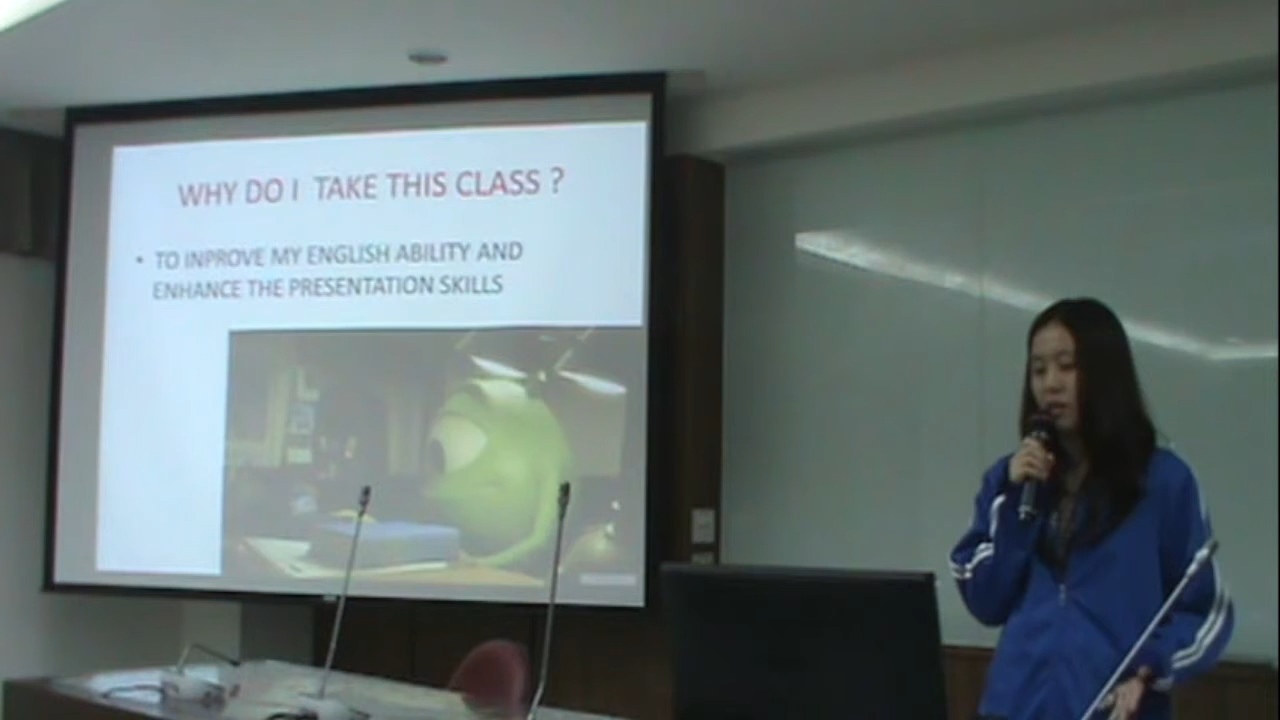 WHY DO I TAKE THIS CLASS ?
• TO INPROVE MY ENGLISH ABILITY AND
ENHANCE THE PRESENTATION SKILLS